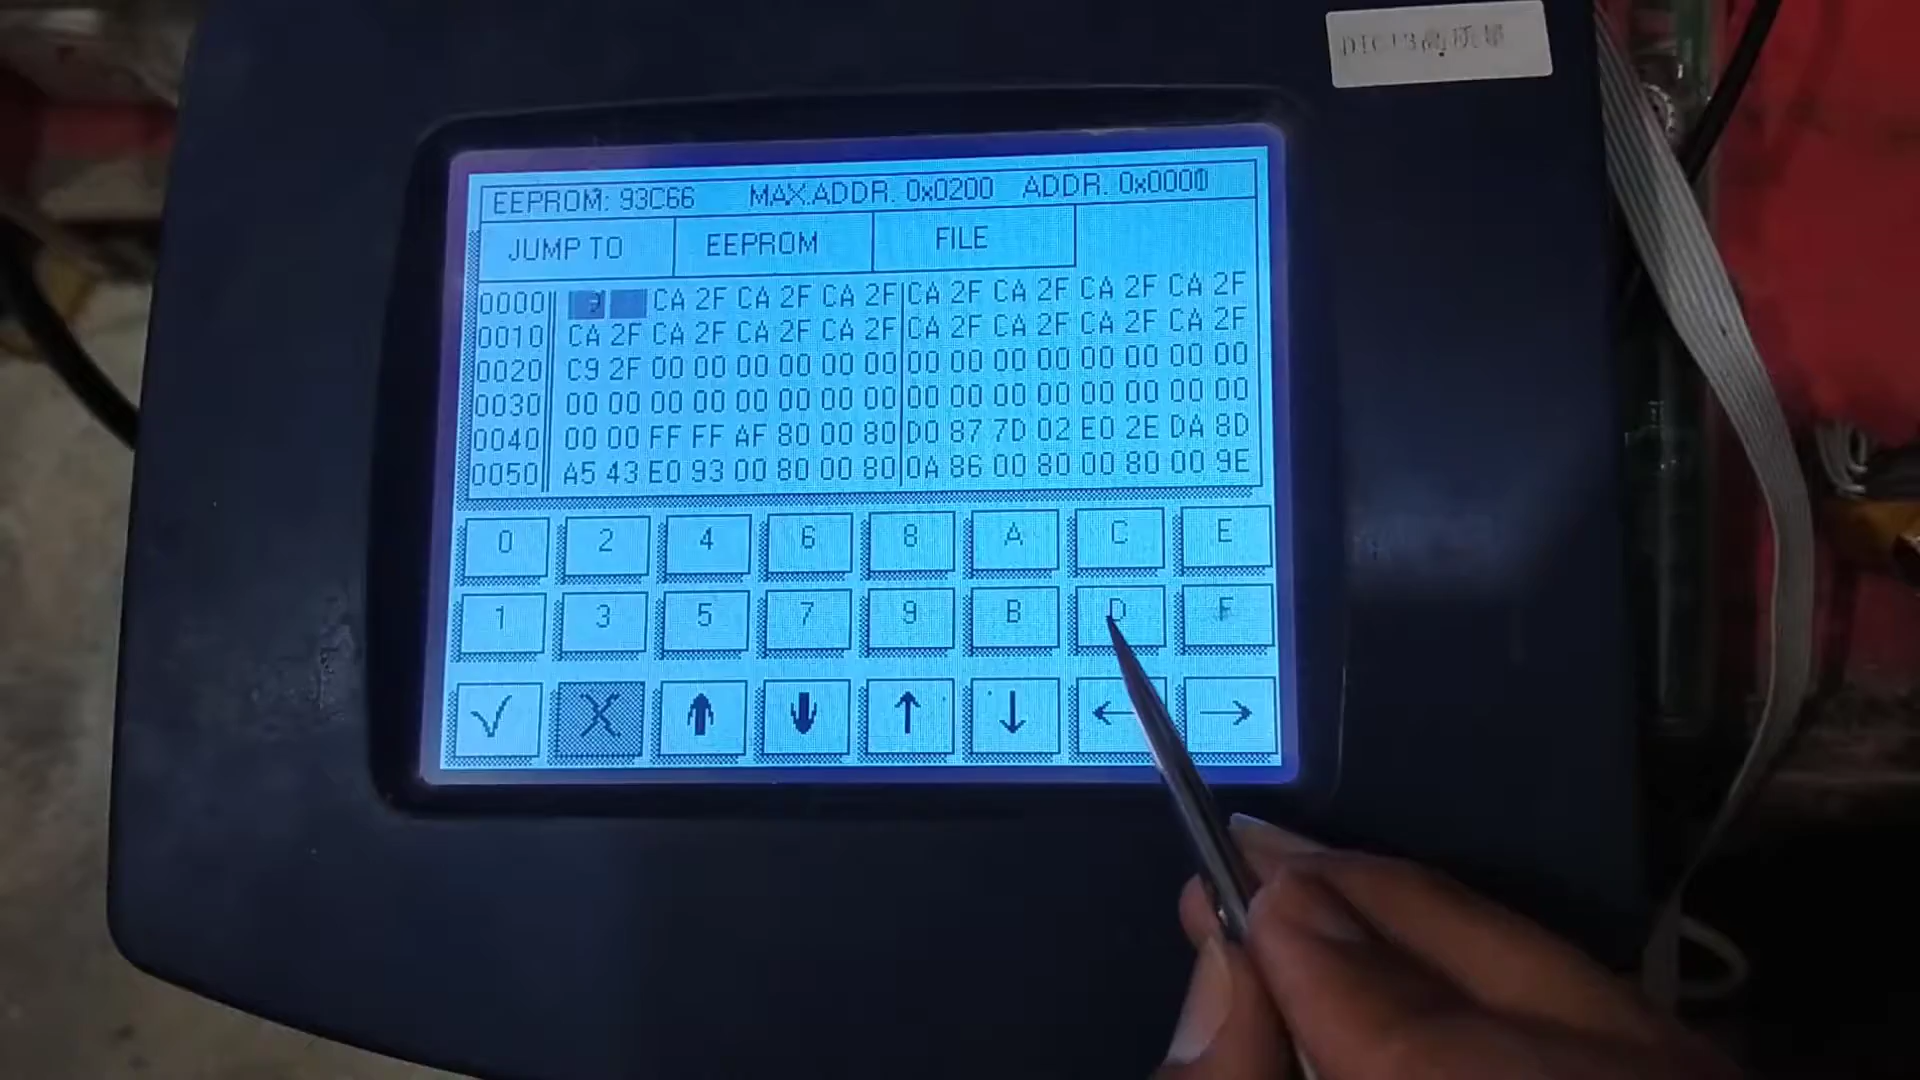 高质量
EEPROM: 93C66 MAX.ADDR. 0x0200 ADDR. 0x0000
JUMP TO EEPROM FILE
0000 9 CA 2F CA 2F CA 2F CA 2F CA 2F CA 2F CA 2F
0010 CA 2F CA 2F CA 2F CA 2F CA 2F CA 2F CA 2F CA 2F
0020 C9 2F 00 00 00 00 00 00 00 00 00 00 00 00 00 00
0030 00 00 00 00 00 00 00 00 00 00 00 00 00 00 00 00
0040 00 00 FF FF AF 80 00 80 D0 87 7D 02 E0 2E DA 8D
0050 A5 43 E0 93 00 80 00 80 0A 86 00 80 00 80 00 9E
0 2 4 6 8 A C E
1 3 5 7 9 B D F
X